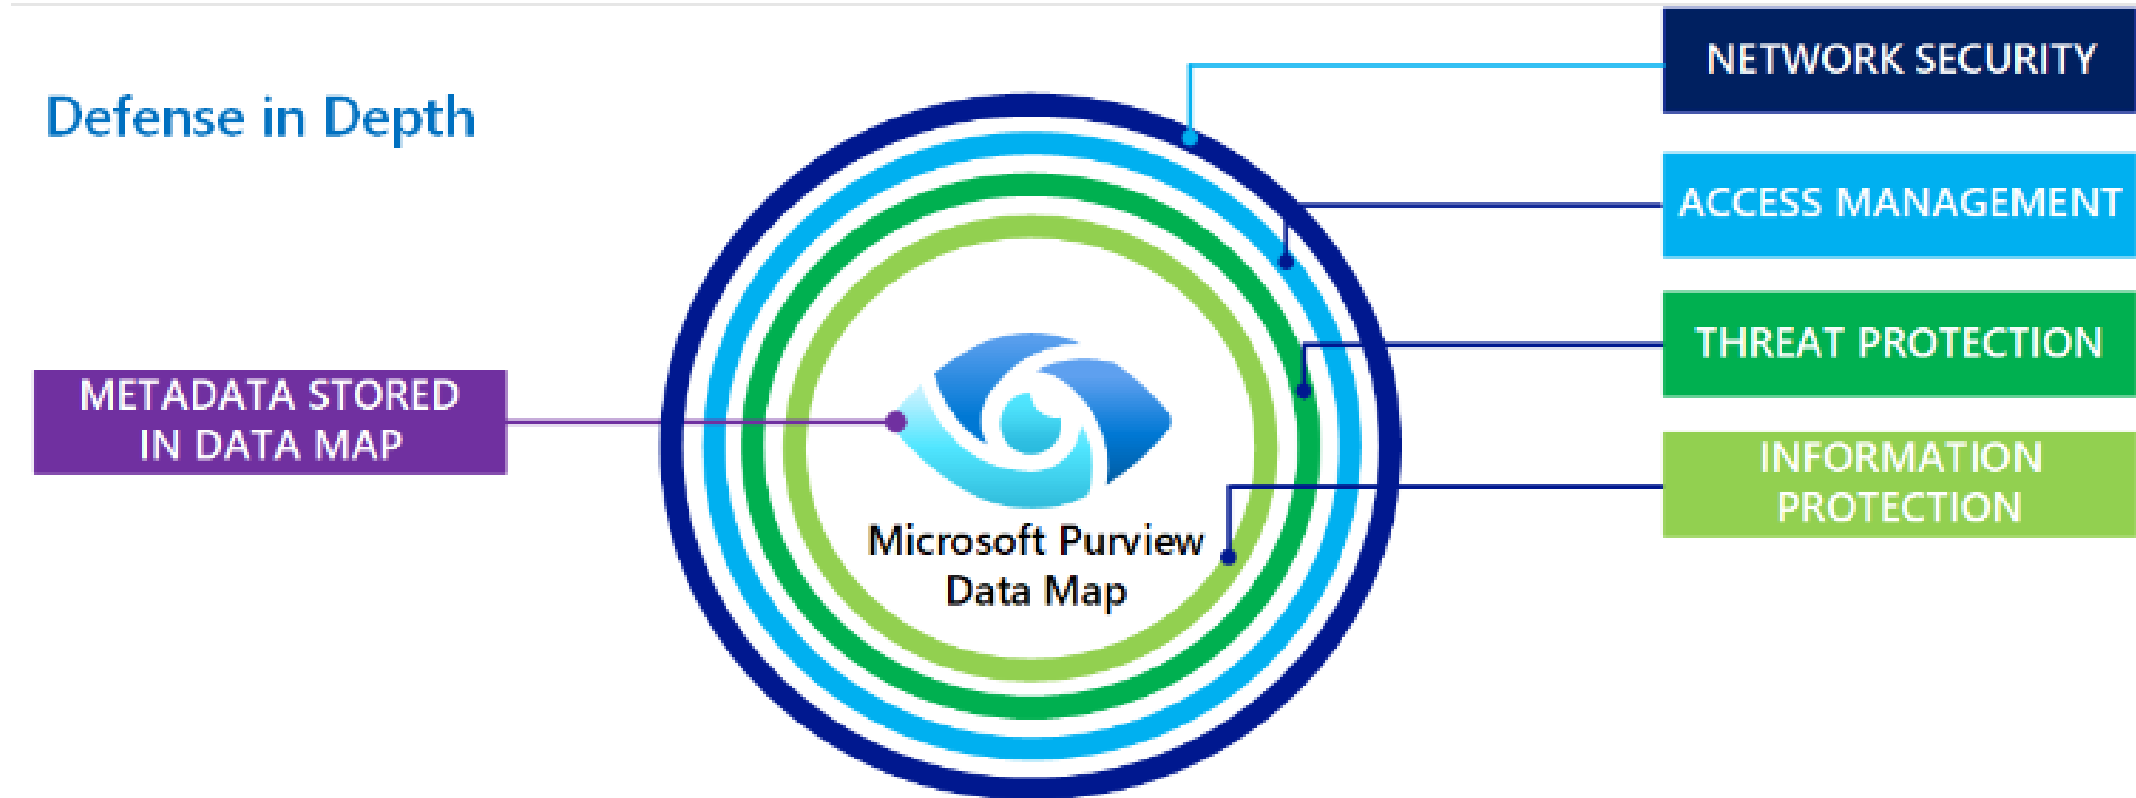 Defense in Depth
NETWORK SECURITY
ACCESS MANAGEMENT
THREAT PROTECTION
INFORMATION
PROTECTION
METADATA STORED
IN DATA MAP
Microsoft Purview
Data Map